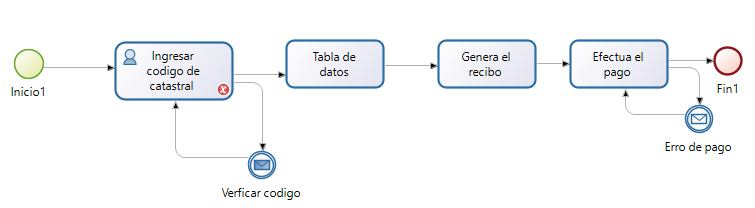 Inicio1
Ingresar
codigo de
catastral
Tabla de
datos
Genera el
recibo
Efectua el
pago
Fin1
Verficar codigo
Erro de pago